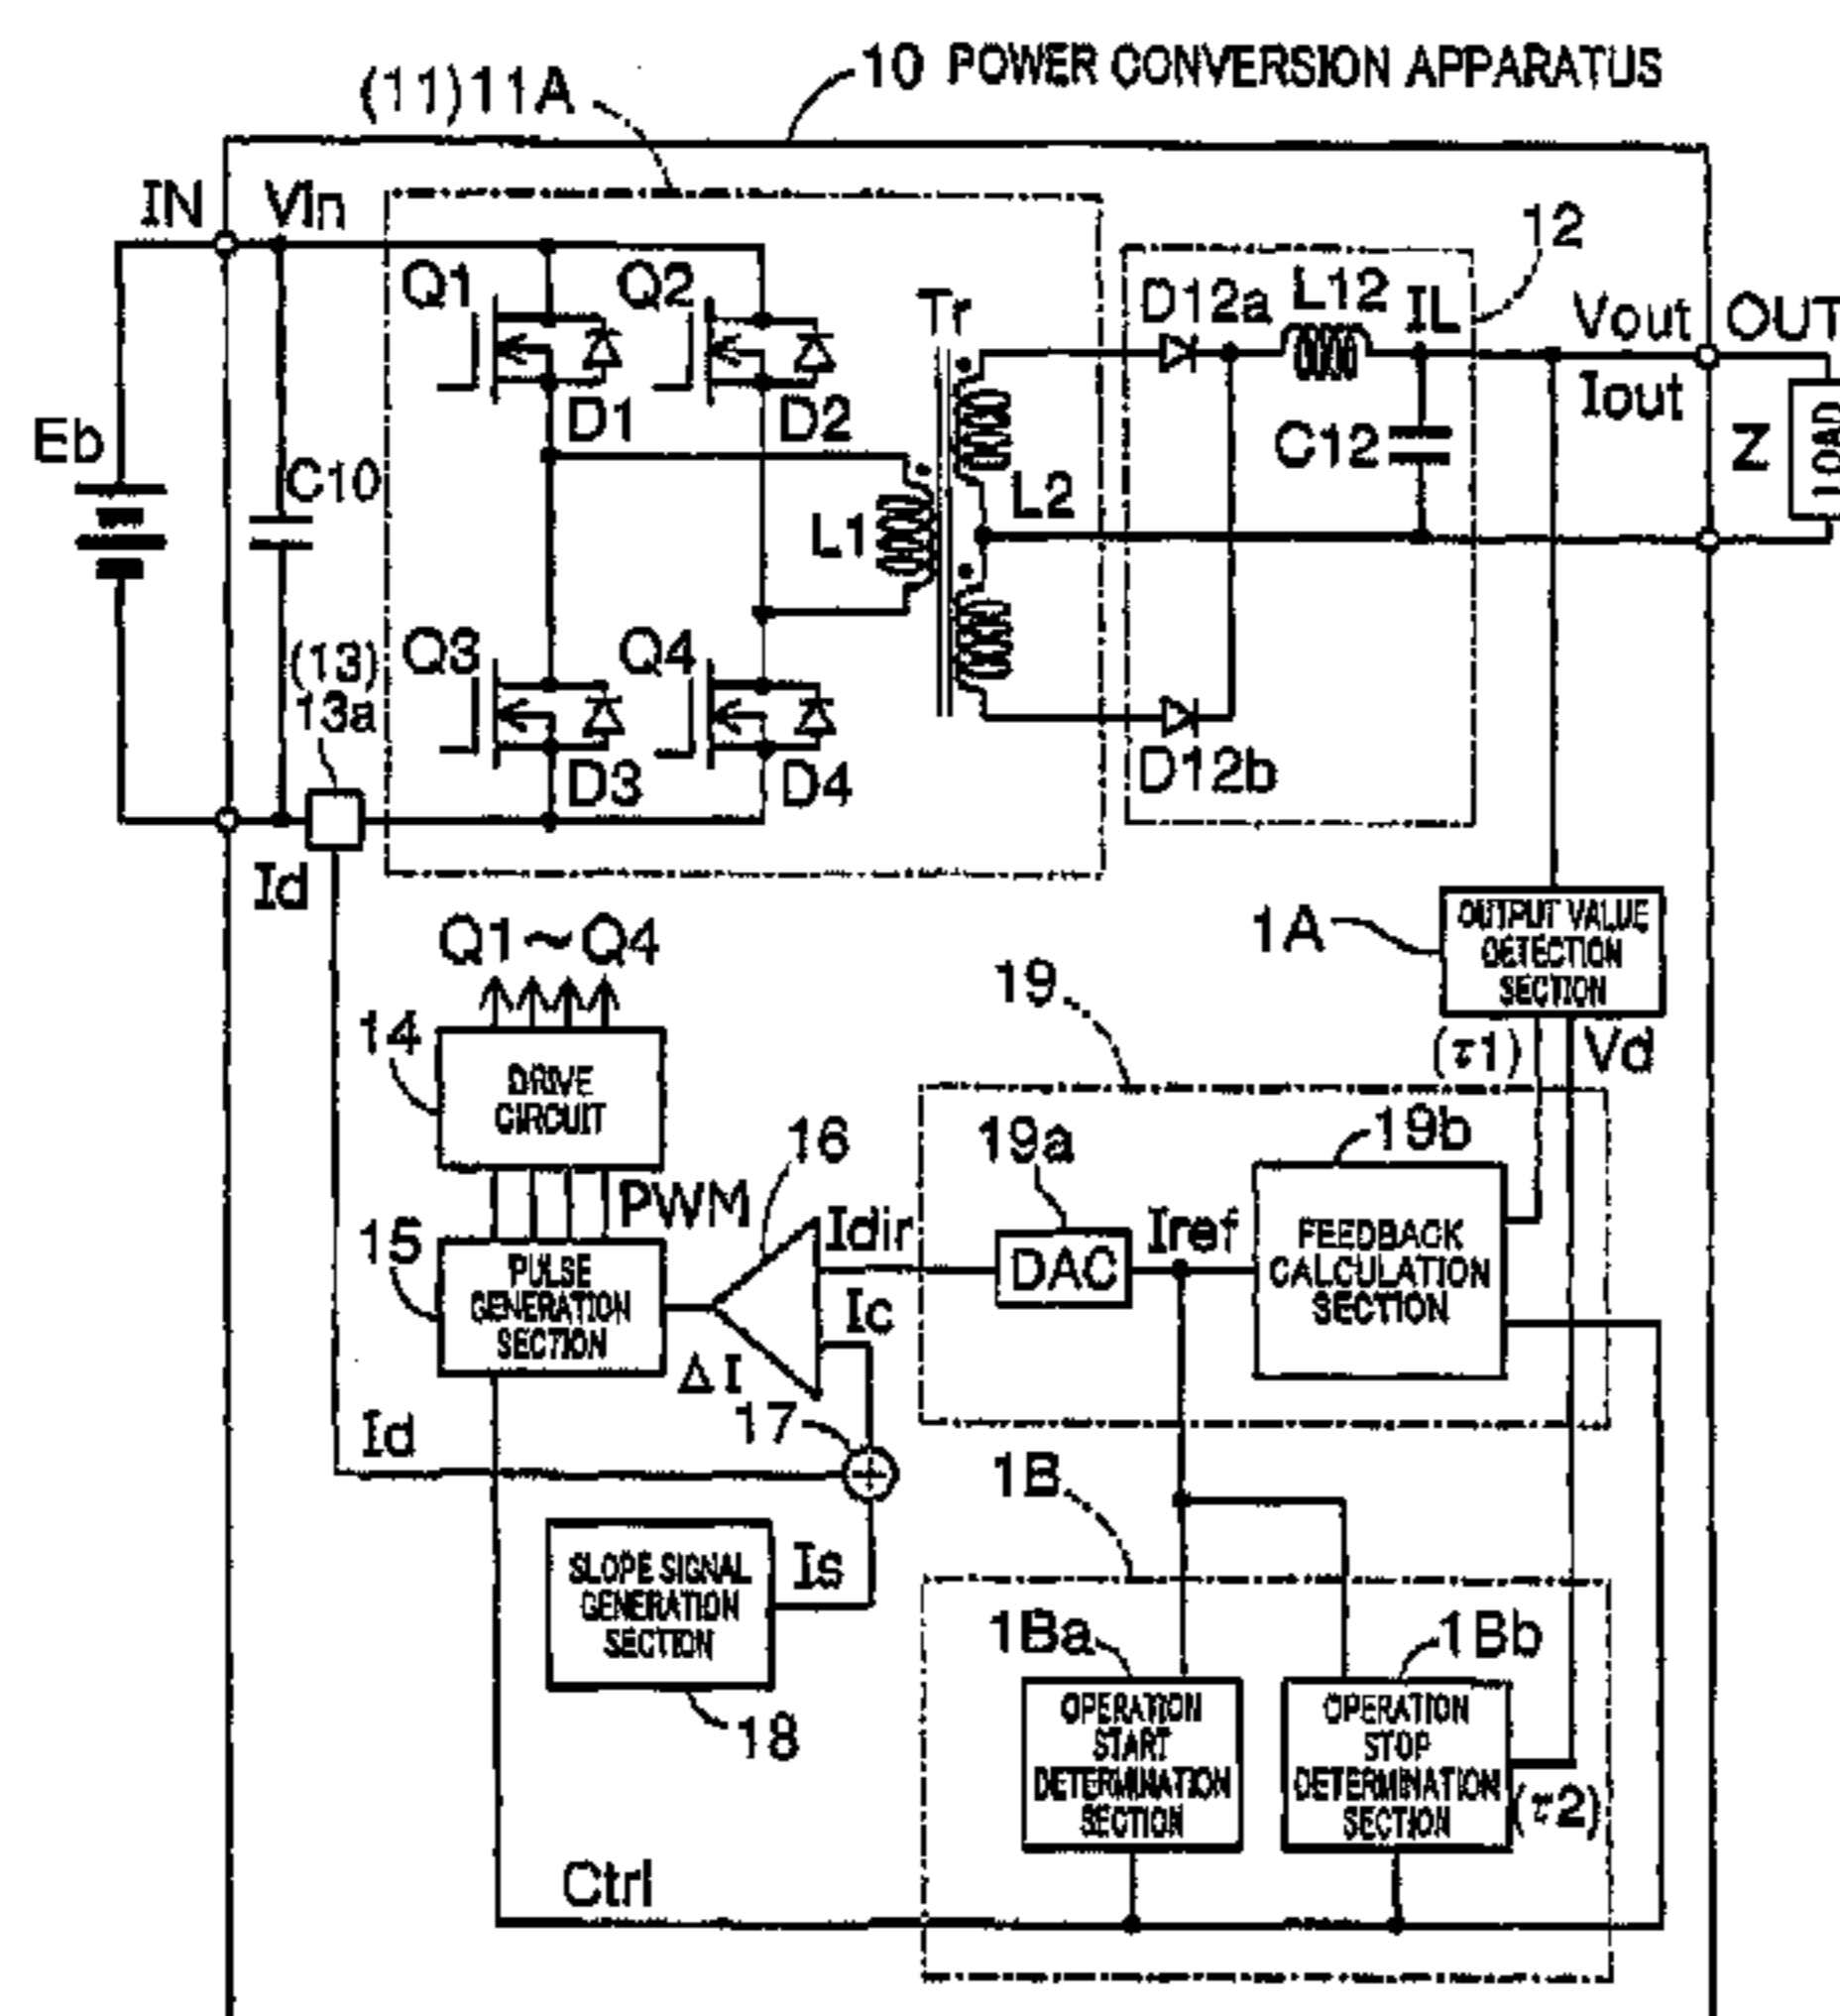 10 POWER CONVERSION APPARATUS
(11)11A
IN
Vin
12
Q1
Q2
Tr
D12a
L12
IL
Vout
OUT
Iout
D1
D2
Eb
C10
C12
Z
LOAD
L1
L2
(13)
13a
Q3
Q4
D3
D4
D12b
Id
Q1~Q4
1A
OUTPUT VALUE
DETECTION
SECTION
19
14
(τ1)
Vd
DRIVE
CIRCUIT
16
19a
19b
PWM
Idir
Iref
15
PULSE
GENERATION
SECTION
DAC
FEEDBACK
CALCULATION
SECTION
Ic
ΔI
17
Id
+
1B
SLOPE SIGNAL
GENERATION
SECTION
Is
18
1Ba
1Bb
OPERATION
START
DETERMINATION
SECTION
OPERATION
STOP
DETERMINATION
SECTION
(τ2)
Ctrl